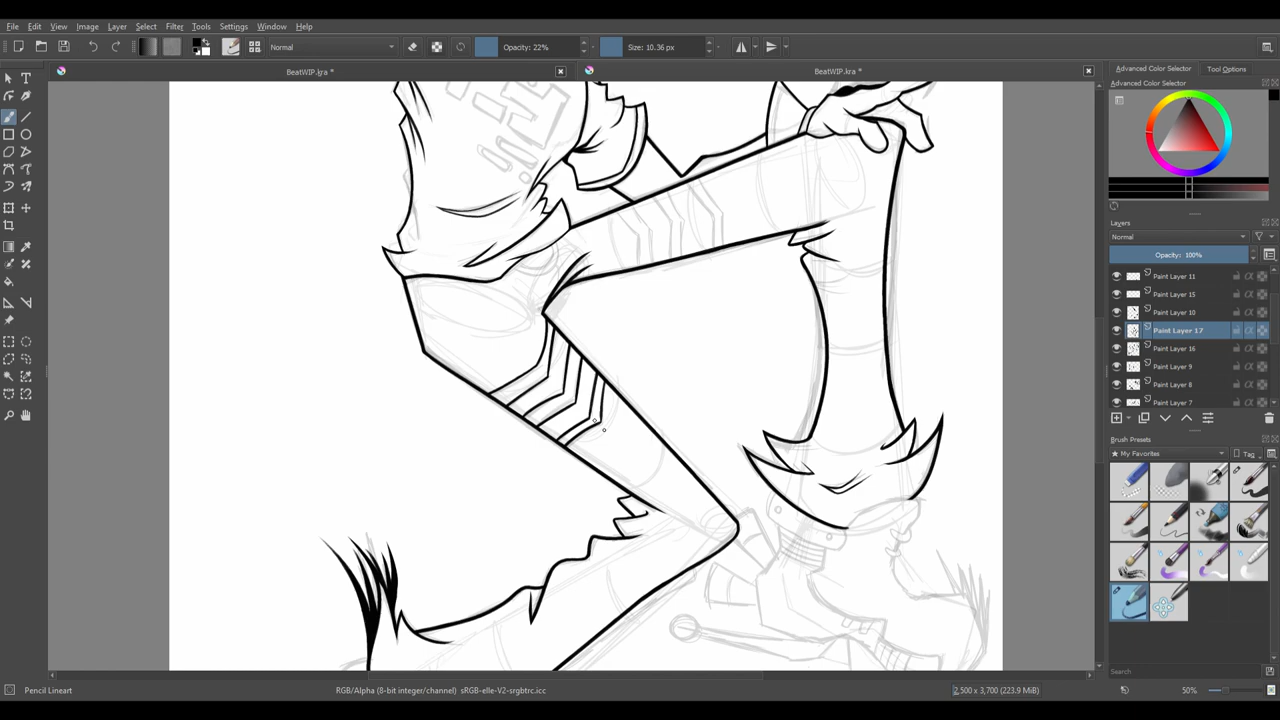 File Edit View Image Layer Select Filter Tools Settings Window Help
Normal Opacity: 22% Size: 10.36 px
BeatWIP.kra * BeatWIP.kra *
Advanced Color Selector Tool Options
Advanced Color Selector
Layers
Normal
Opacity: 100%
Paint Layer 11
Paint Layer 15
Paint Layer 10
Paint Layer 17
Paint Layer 16
Paint Layer 9
Paint Layer 8
Paint Layer 7
Brush Presets
★ My Favorites Tag
Search
Pencil Lineart RGB/Alpha (8-bit integer/channel) sRGB-elle-V2-srgbtrc.icc 2,500 x 3,700 (223.9 MiB) 50%